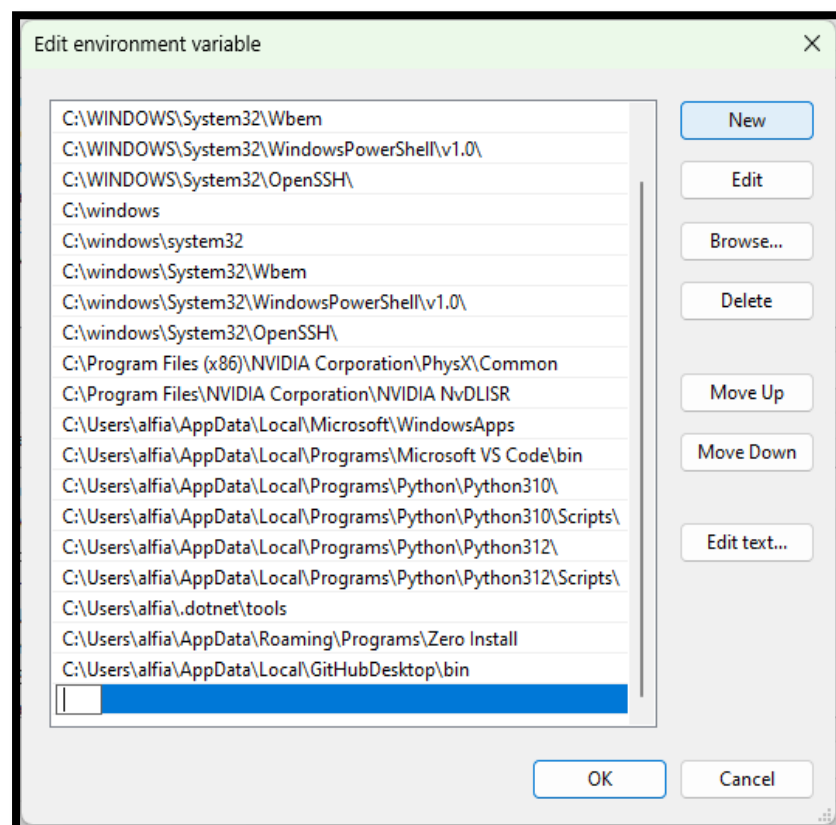 Edit environment variable
C:\WINDOWS\System32\Wbem
C:\WINDOWS\System32\WindowsPowerShell\v1.0\
C:\WINDOWS\System32\OpenSSH\
C:\windows
C:\windows\system32
C:\windows\System32\Wbem
C:\windows\System32\WindowsPowerShell\v1.0\
C:\windows\System32\OpenSSH\
C:\Program Files (x86)\NVIDIA Corporation\PhysX\Common
C:\Program Files\NVIDIA Corporation\NVIDIA NvDLISR
C:\Users\alfia\AppData\Local\Microsoft\WindowsApps
C:\Users\alfia\AppData\Local\Programs\Microsoft VS Code\bin
C:\Users\alfia\AppData\Local\Programs\Python\Python310\
C:\Users\alfia\AppData\Local\Programs\Python\Python310\Scripts\
C:\Users\alfia\AppData\Local\Programs\Python\Python312\
C:\Users\alfia\AppData\Local\Programs\Python\Python312\Scripts\
C:\Users\alfia\.dotnet\tools
C:\Users\alfia\AppData\Roaming\Programs\Zero Install
C:\Users\alfia\AppData\Local\GitHubDesktop\bin
New
Edit
Browse...
Delete
Move Up
Move Down
Edit text...
OK
Cancel